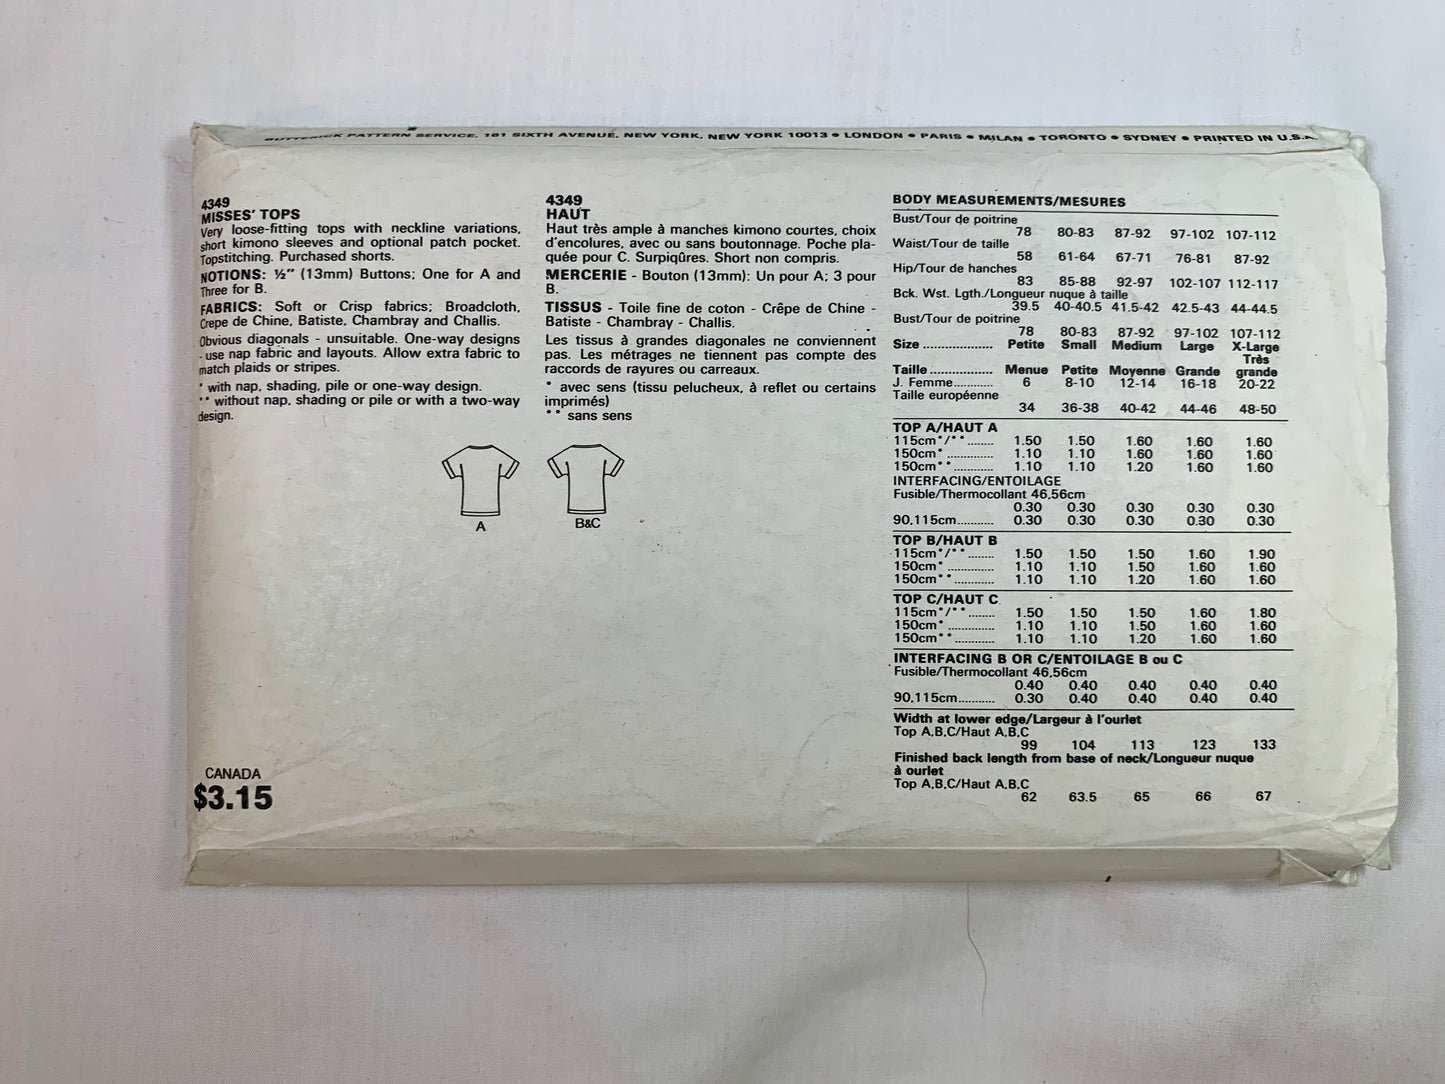 BUTTERICK PATTERN SERVICE, 161 SIXTH AVENUE, NEW YORK, NEW YORK 10013 • LONDON • PARIS • MILAN • TORONTO • SYDNEY • PRINTED IN U.S.A.
4349
MISSES' TOPS
Very loose-fitting tops with neckline variations,
short kimono sleeves and optional patch pocket.
Topstitching. Purchased shorts.
NOTIONS: ½" (13mm) Buttons; One for A and
Three for B.
FABRICS: Soft or Crisp fabrics; Broadcloth,
Crepe de Chine, Batiste, Chambray and Challis.
Obvious diagonals - unsuitable. One-way designs
- use nap fabric and layouts. Allow extra fabric to
match plaids or stripes.
* with nap, shading, pile or one-way design.
** without nap, shading or pile or with a two-way
design.
4349
HAUT
Haut très ample à manches kimono courtes, choix
d'encolures, avec ou sans boutonnage. Poche pla-
quée pour C. Surpiqûres. Short non compris.
MERCERIE - Bouton (13mm): Un pour A; 3 pour
B.
TISSUS - Toile fine de coton - Crêpe de Chine -
Batiste - Chambray - Challis.
Les tissus à grandes diagonales ne conviennent
pas. Les métrages ne tiennent pas compte des
raccords de rayures ou carreaux.
* avec sens (tissu pelucheux, à reflet ou certains
imprimés)
** sans sens
A
B&C
CANADA
$3.15
BODY MEASUREMENTS/MESURES
Bust/Tour de poitrine
78 80-83 87-92 97-102 107-112
Waist/Tour de taille
58 61-64 67-71 76-81 87-92
Hip/Tour de hanches
83 85-88 92-97 102-107 112-117
Bck. Wst. Lgth./Longueur nuque à taille
39.5 40-40.5 41.5-42 42.5-43 44-44.5
Bust/Tour de poitrine
78 80-83 87-92 97-102 107-112
Size ................... Petite Small Medium Large X-Large
Très
Taille ................. Menue Petite Moyenne Grande grande
J. Femme........... 6 8-10 12-14 16-18 20-22
Taille européenne
34 36-38 40-42 44-46 48-50
TOP A/HAUT A
115cm*/** ........ 1.50 1.50 1.60 1.60 1.60
150cm* ............. 1.10 1.10 1.60 1.60 1.60
150cm** ............ 1.10 1.10 1.20 1.60 1.60
INTERFACING/ENTOILAGE
Fusible/Thermocollant 46,56cm
0.30 0.30 0.30 0.30 0.30
90,115cm........... 0.30 0.30 0.30 0.30 0.30
TOP B/HAUT B
115cm*/** ........ 1.50 1.50 1.50 1.60 1.90
150cm* ............. 1.10 1.10 1.50 1.60 1.60
150cm** ............ 1.10 1.10 1.20 1.60 1.60
TOP C/HAUT C
115cm*/** ........ 1.50 1.50 1.50 1.60 1.80
150cm* ............. 1.10 1.10 1.50 1.60 1.60
150cm** ............ 1.10 1.10 1.20 1.60 1.60
INTERFACING B OR C/ENTOILAGE B ou C
Fusible/Thermocollant 46,56cm
0.40 0.40 0.40 0.40 0.40
90,115cm........... 0.30 0.40 0.40 0.40 0.40
Width at lower edge/Largeur à l'ourlet
Top A,B,C/Haut A,B,C
99 104 113 123 133
Finished back length from base of neck/Longueur nuque
à ourlet
Top A,B,C/Haut A,B,C
62 63.5 65 66 67